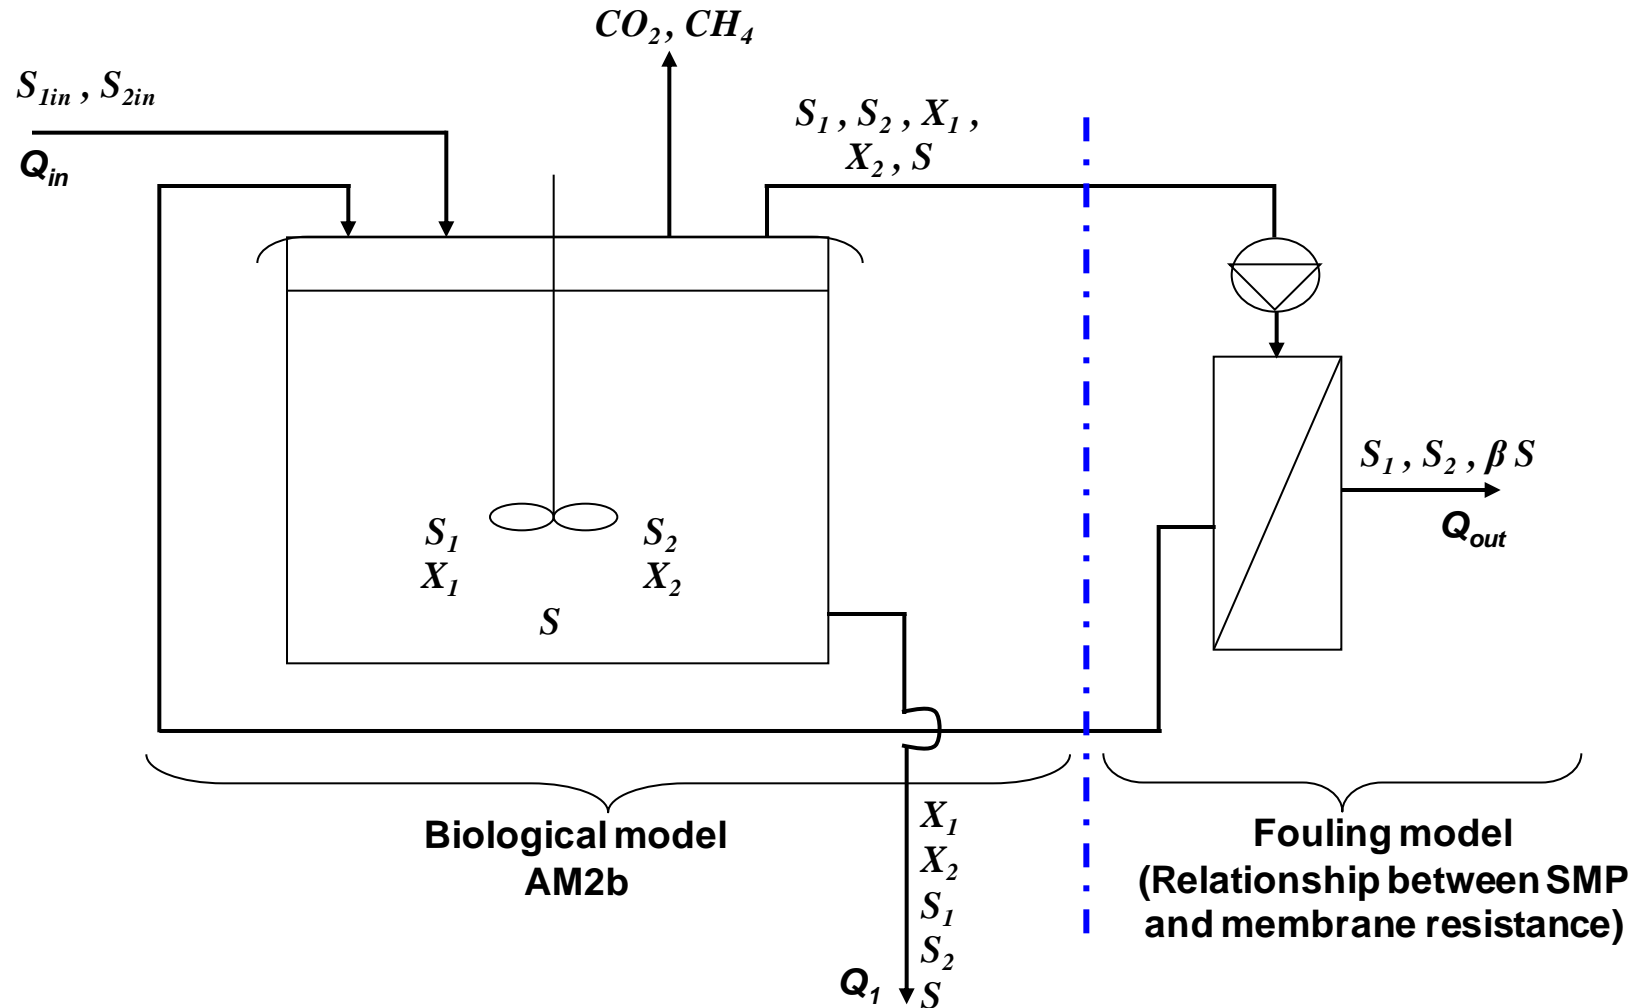 CO₂, CH₄
S₁ᵢₙ , S₂ᵢₙ
Qᵢₙ
S₁ , S₂ , X₁ ,
X₂ , S
S₁ , S₂ , β S
Qₒᵤₜ
S₁ S₂
X₁ X₂
S
Biological model
AM2b
Fouling model
(Relationship between SMP
and membrane resistance)
X₁
X₂
S₁
S₂
Q₁ S